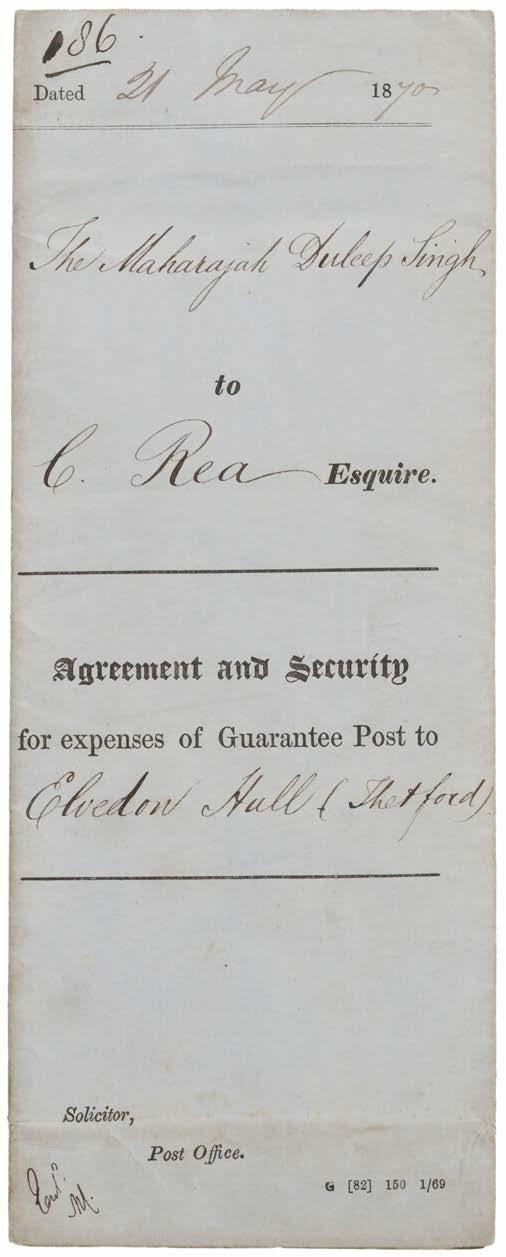 186.
Dated 21 May 1870
The Maharajah Duleep Singh
to
C. Rea Esquire.
Agreement and Security
for expenses of Guarantee Post to
Elvedon Hall (Thetford)
Solicitor,
Post Office.
G [82] 150 1/69